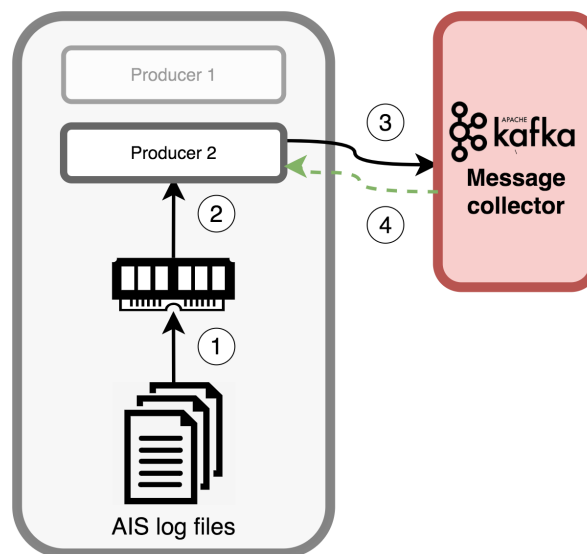 Producer 1
Producer 2
3
APACHE
kafka
Message
collector
4
2
1
AIS log files